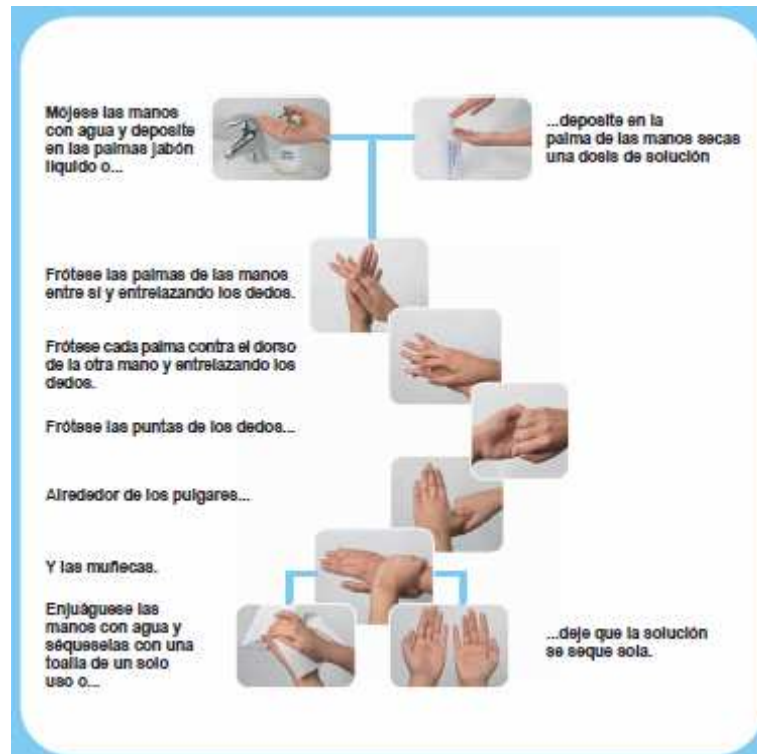 Mójese las manos
con agua y deposite
en las palmas jabón
líquido o...
...deposite en la
palma de las manos secas
una dosis de solución
Frótese las palmas de las manos
entre sí y entrelazando los dedos.
Frótese cada palma contra el dorso
de la otra mano y entrelazando los
dedos.
Frótese las puntas de los dedos...
Alrededor de los pulgares...
Y las muñecas.
Enjuáguese las
manos con agua y
séqueselas con una
toalla de un solo
uso o...
...deje que la solución
se seque sola.